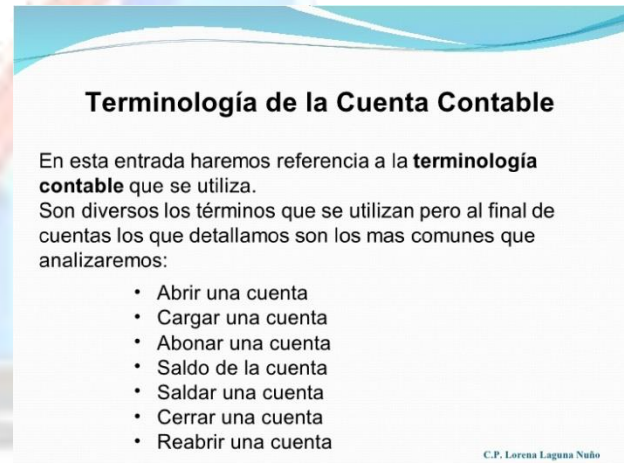 Terminología de la Cuenta Contable
En esta entrada haremos referencia a la terminología
contable que se utiliza.
Son diversos los términos que se utilizan pero al final de
cuentas los que detallamos son los mas comunes que
analizaremos:
• Abrir una cuenta
• Cargar una cuenta
• Abonar una cuenta
• Saldo de la cuenta
• Saldar una cuenta
• Cerrar una cuenta
• Reabrir una cuenta
C.P. Lorena Laguna Nuño